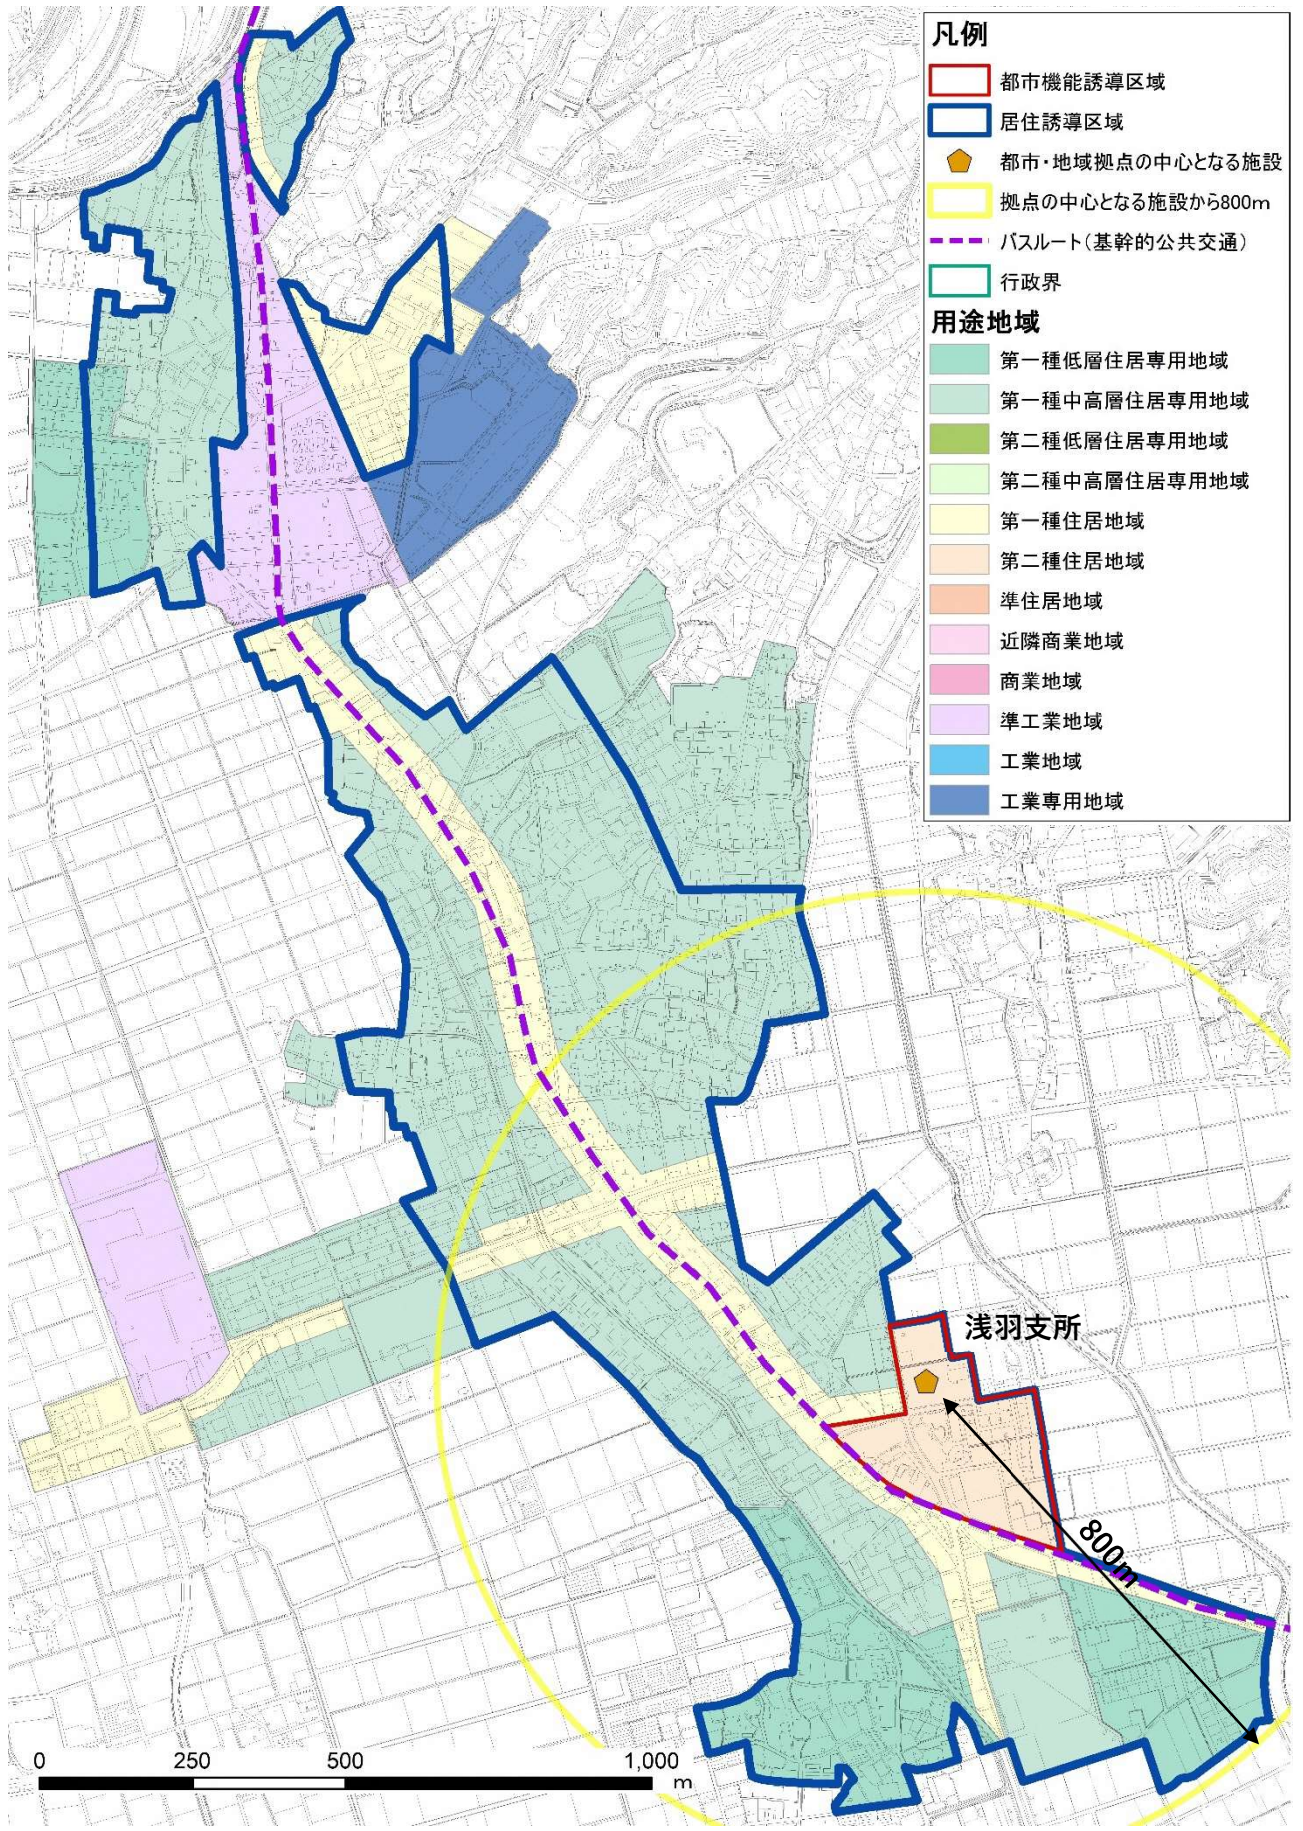 凡例
都市機能誘導区域
居住誘導区域
都市・地域拠点の中心となる施設
拠点の中心となる施設から800m
バスルート(基幹的公共交通)
行政界
用途地域
第一種低層住居専用地域
第一種中高層住居専用地域
第二種低層住居専用地域
第二種中高層住居専用地域
第一種住居地域
第二種住居地域
準住居地域
近隣商業地域
商業地域
準工業地域
工業地域
工業専用地域
浅羽支所
800m
0 250 500 1,000
m